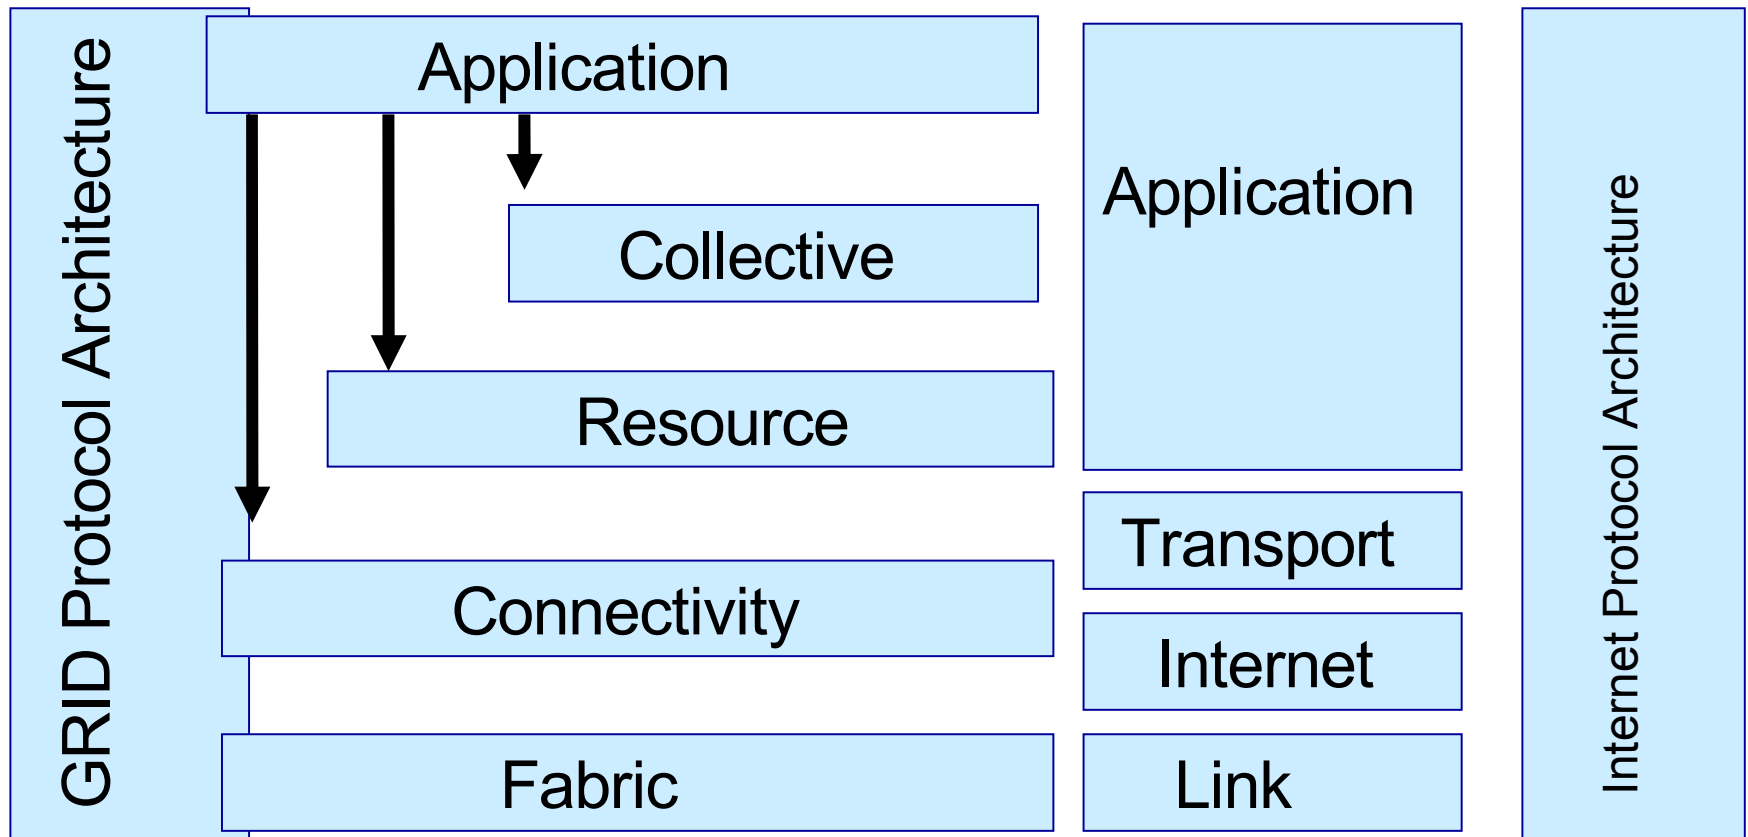 GRID Protocol Architecture
Application
Collective
Resource
Connectivity
Fabric
Application
Transport
Internet
Link
Internet Protocol Architecture